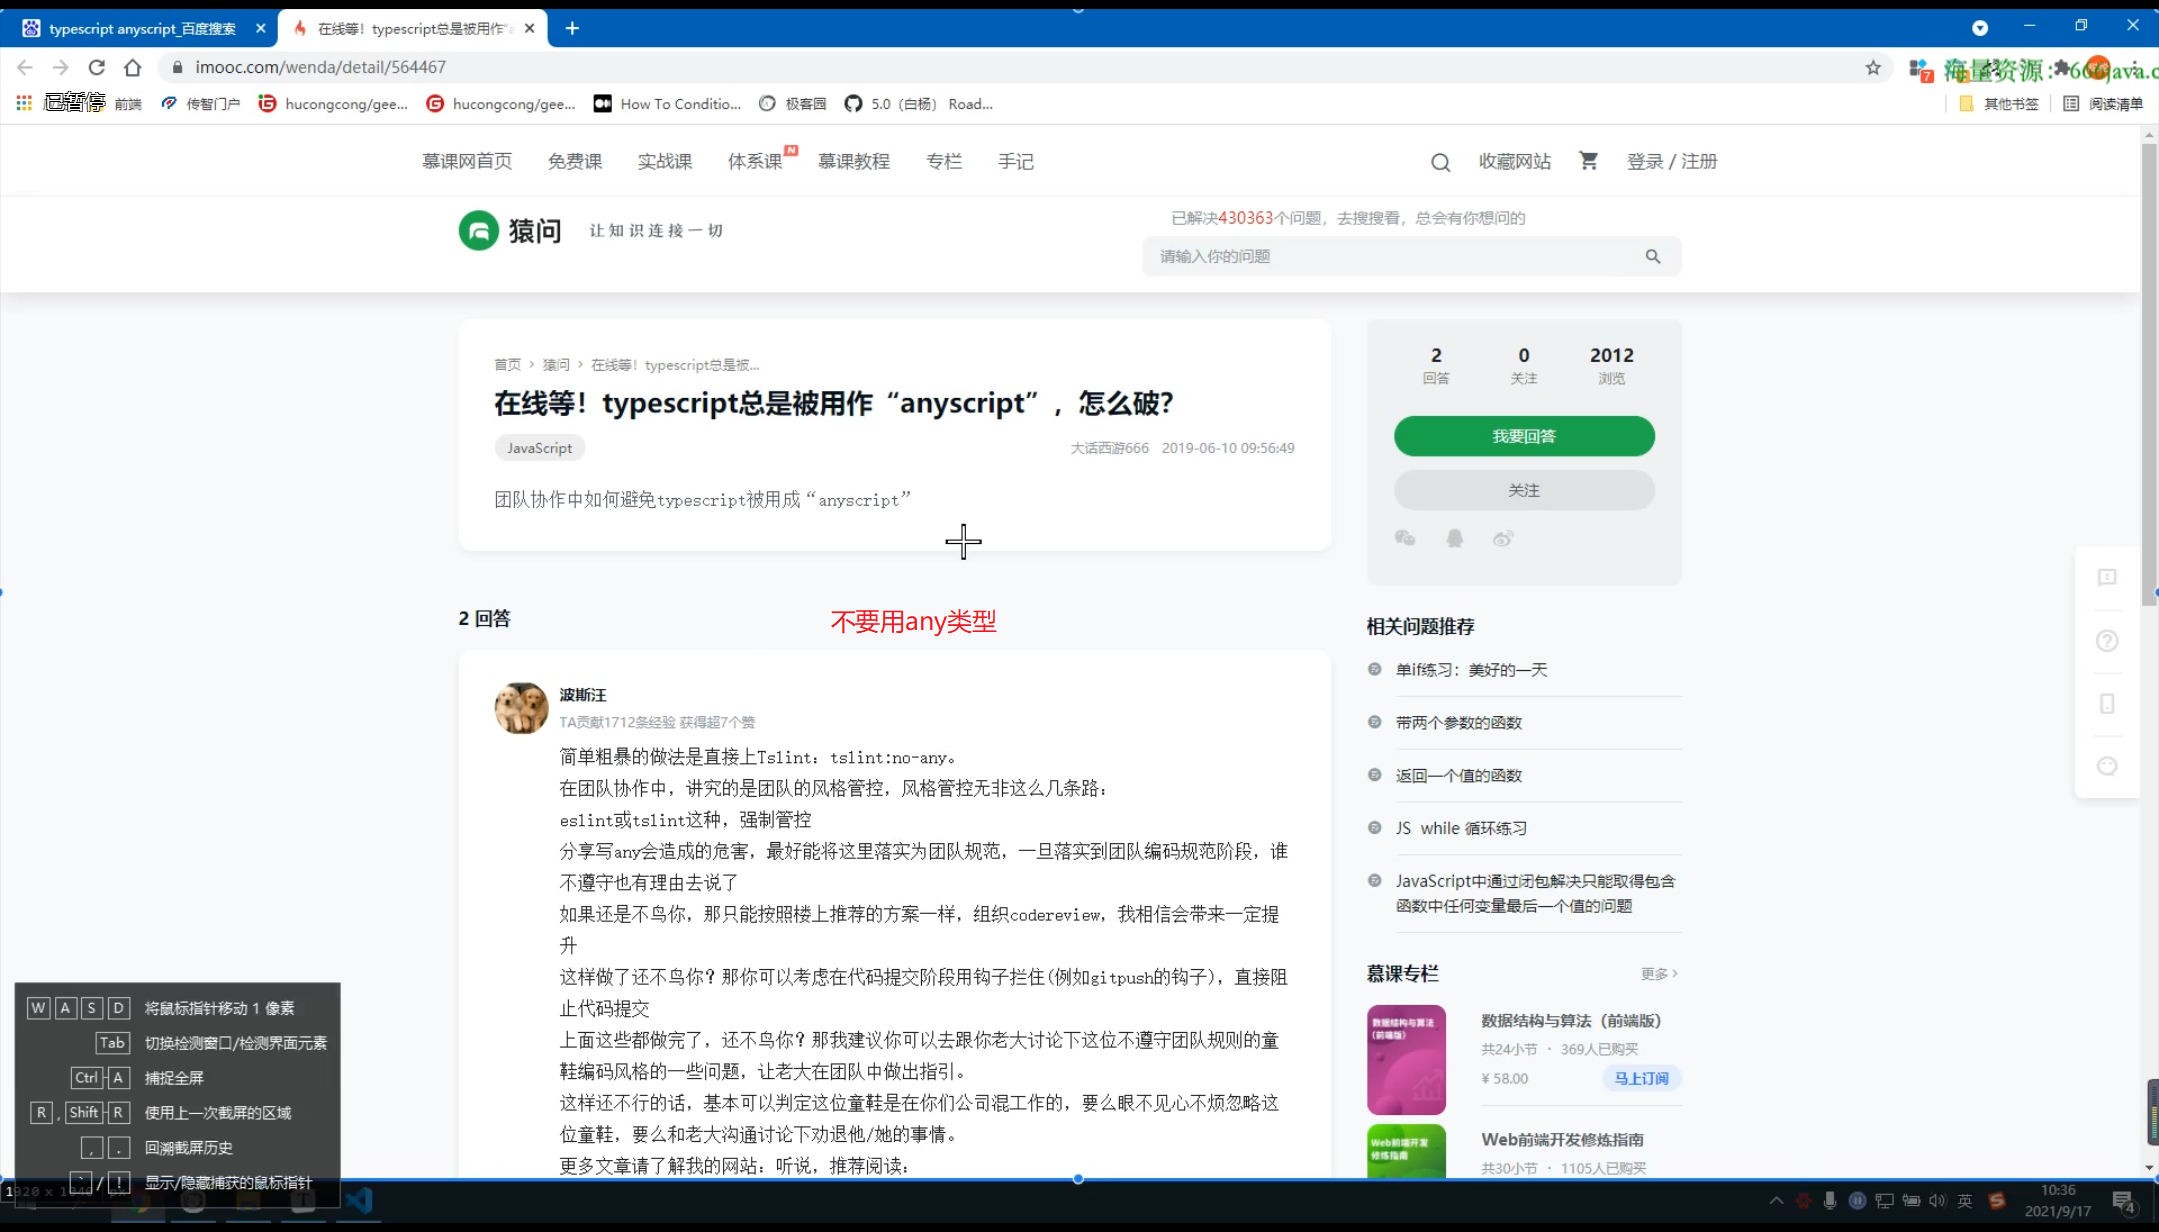 typescript anyscript_百度搜索
在线等！typescript总是被用作"a
imooc.com/wenda/detail/564467
海量资源：666java.c
已暂停
前端
传智门户
hucongcong/gee...
hucongcong/gee...
How To Conditio...
极客园
5.0（白杨） Road...
其他书签
阅读清单
慕课网首页
免费课
实战课
体系课
N
慕课教程
专栏
手记
收藏网站
登录 / 注册
猿问
让知识连接一切
已解决430363个问题，去搜搜看，总会有你想问的
请输入你的问题
首页 › 猿问 › 在线等！typescript总是被...
在线等！typescript总是被用作“anyscript”，怎么破？
JavaScript
大话西游666 2019-06-10 09:56:49
团队协作中如何避免typescript被用成“anyscript”
2 0 2012
回答 关注 浏览
我要回答
关注
2 回答
不要用any类型
波斯汪
TA贡献1712条经验 获得超7个赞
简单粗暴的做法是直接上Tslint：tslint:no-any。
在团队协作中，讲究的是团队的风格管控，风格管控无非这么几条路：
eslint或tslint这种，强制管控
分享写any会造成的危害，最好能将这里落实为团队规范，一旦落实到团队编码规范阶段，谁
不遵守也有理由去说了
如果还是不鸟你，那只能按照楼上推荐的方案一样，组织codereview，我相信会带来一定提
升
这样做了还不鸟你？那你可以考虑在代码提交阶段用钩子拦住(例如gitpush的钩子)，直接阻
止代码提交
上面这些都做完了，还不鸟你？那我建议你可以去跟你老大讨论下这位不遵守团队规则的童
鞋编码风格的一些问题，让老大在团队中做出指引。
这样还不行的话，基本可以判定这位童鞋是在你们公司混工作的，要么眼不见心不烦忽略这
位童鞋，要么和老大沟通讨论下劝退他/她的事情。
更多文章请了解我的网站：听说，推荐阅读：
相关问题推荐
单if练习：美好的一天
带两个参数的函数
返回一个值的函数
JS while 循环练习
JavaScript中通过闭包解决只能取得包含
函数中任何变量最后一个值的问题
慕课专栏
更多
数据结构与算法
（前端版）
数据结构与算法（前端版）
共24小节 · 369人已购买
¥ 58.00
马上订阅
Web前端开发
修炼指南
Web前端开发修炼指南
共30小节 · 1105人已购买
W A S D 将鼠标指针移动 1 像素
Tab 切换检测窗口/检测界面元素
Ctrl-A 捕捉全屏
R , Shift-R 使用上一次截屏的区域
, . 回溯截屏历史
` / ! 显示/隐藏捕获的鼠标指针
1920 x 1040 px
英
10:36
2021/9/17
7
4